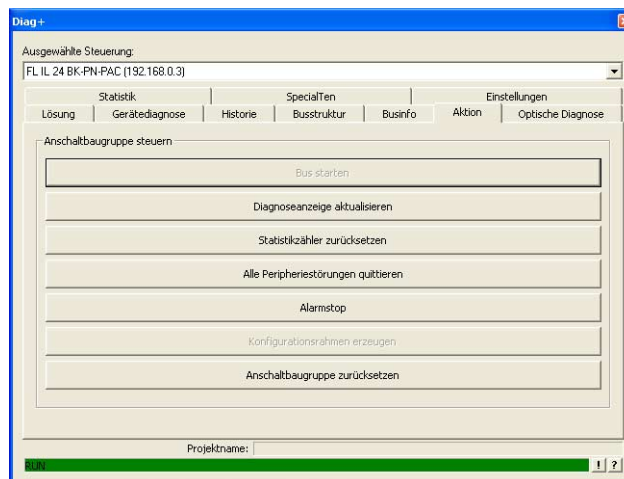 Diag+
Ausgewählte Steuerung:
FL IL 24 BK-PN-PAC (192.168.0.3)
Statistik SpecialTen Einstellungen
Lösung Gerätediagnose Historie Busstruktur Businfo Aktion Optische Diagnose
Anschaltbaugruppe steuern
Bus starten
Diagnoseanzeige aktualisieren
Statistikzähler zurücksetzen
Alle Peripheriestörungen quittieren
Alarmstop
Konfigurationsrahmen erzeugen
Anschaltbaugruppe zurücksetzen
Projektname:
RUN ! ?